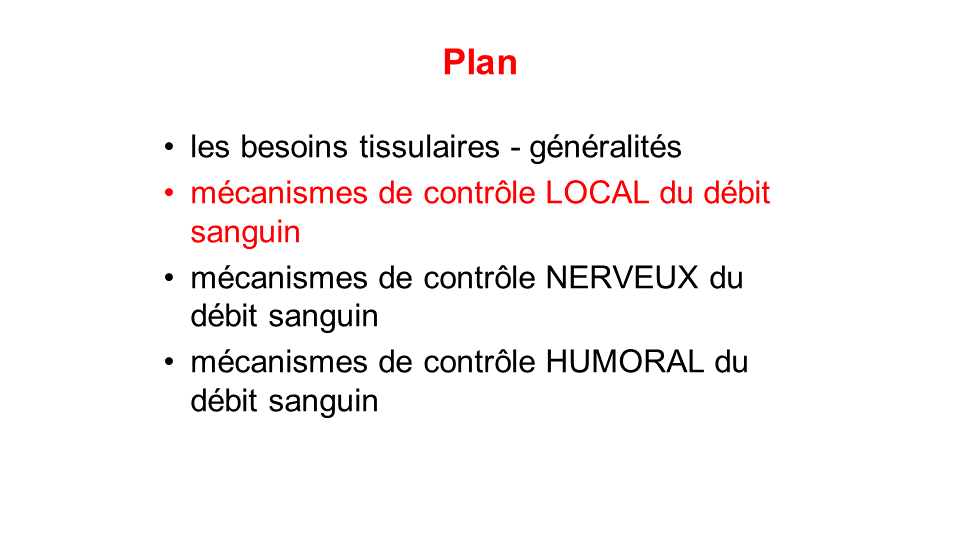 Plan
• les besoins tissulaires - généralités
• mécanismes de contrôle LOCAL du débit
sanguin
• mécanismes de contrôle NERVEUX du
débit sanguin
• mécanismes de contrôle HUMORAL du
débit sanguin